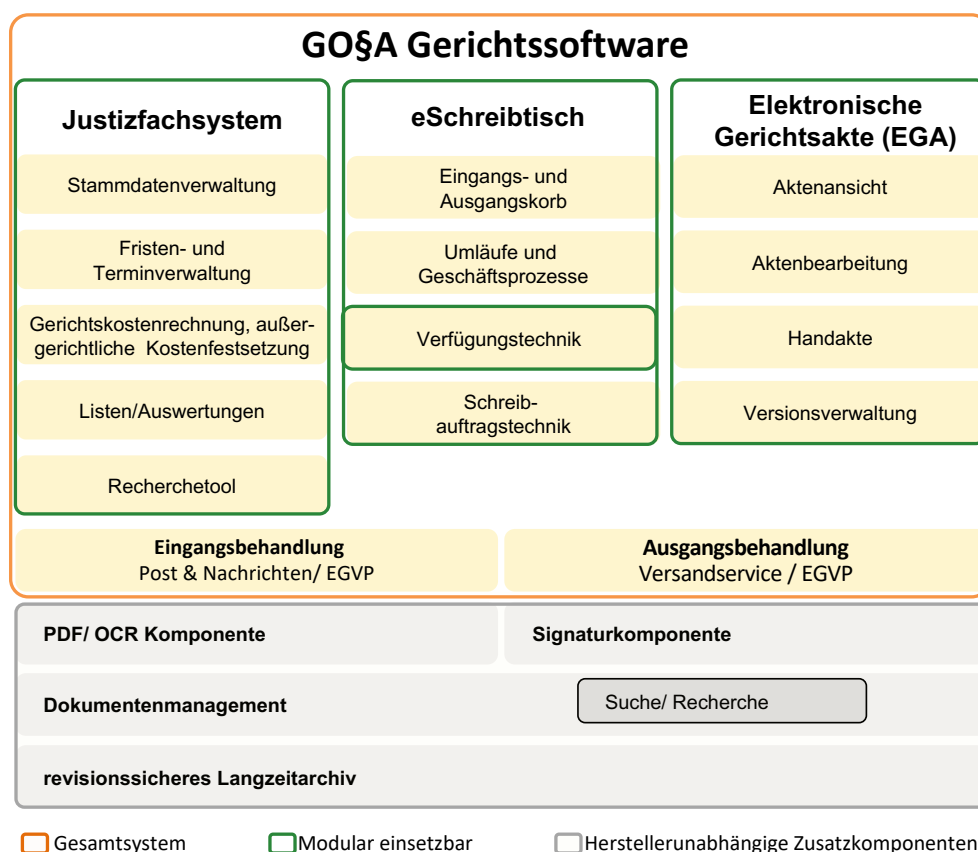 GO§A Gerichtssoftware
Justizfachsystem
Stammdatenverwaltung
Fristen- und
Terminverwaltung
Gerichtskostenrechnung, außer-
gerichtliche Kostenfestsetzung
Listen/Auswertungen
Recherchetool
eSchreibtisch
Eingangs- und
Ausgangskorb
Umläufe und
Geschäftsprozesse
Verfügungstechnik
Schreib-
auftragstechnik
Elektronische
Gerichtsakte (EGA)
Aktenansicht
Aktenbearbeitung
Handakte
Versionsverwaltung
Eingangsbehandlung
Post & Nachrichten/ EGVP
Ausgangsbehandlung
Versandservice / EGVP
PDF/ OCR Komponente
Signaturkomponente
Dokumentenmanagement
Suche/ Recherche
revisionssicheres Langzeitarchiv
Gesamtsystem
Modular einsetzbar
Herstellerunabhängige Zusatzkomponenten